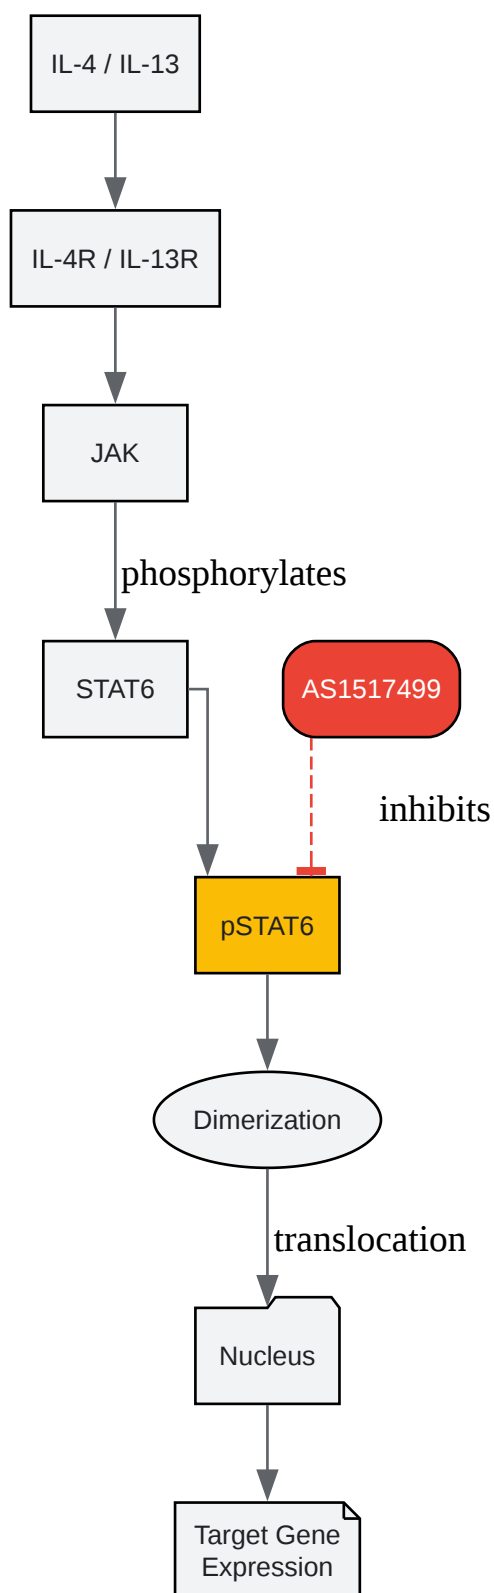 IL-4 / IL-13
IL-4R / IL-13R
JAK
phosphorylates
STAT6
AS1517499
inhibits
pSTAT6
Dimerization
translocation
Nucleus
Target Gene
Expression